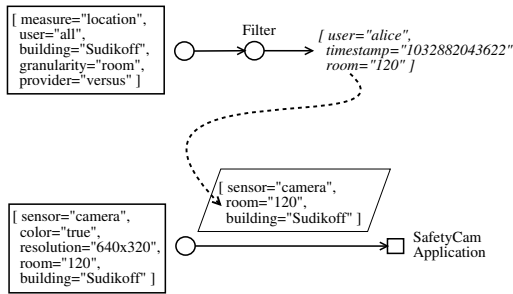 [ measure="location",
user="all",
building="Sudikoff",
granularity="room",
provider="versus" ]
Filter
[ user="alice",
timestamp="1032882043622"
room="120" ]
[ sensor="camera",
room="120",
building="Sudikoff" ]
[ sensor="camera",
color="true",
resolution="640x320",
room="120",
building="Sudikoff" ]
SafetyCam
Application